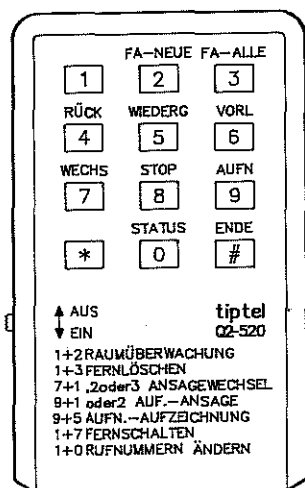 FA-NEUE FA-ALLE
1 2 3
RÜCK WIEDERG VORL
4 5 6
WECHS STOP AUFN
7 8 9
STATUS ENDE
* 0 #
AUS tiptel
EIN Q2-520
1+2 RAUMÜBERWACHUNG
1+3 FERNLÖSCHEN
7+1 ,2oder3 ANSAGEWECHSEL
9+1 oder2 AUF.-ANSAGE
9+5 AUFN.-AUFZEICHNUNG
1+7 FERNSCHALTEN
1+0 RUFNUMMERN ÄNDERN